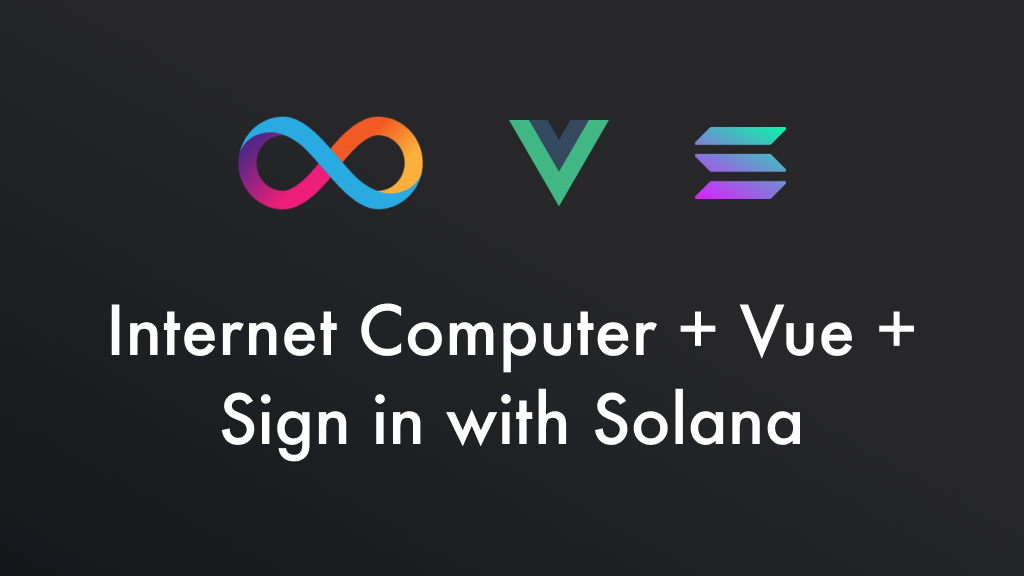 Internet Computer + Vue +
Sign in with Solana